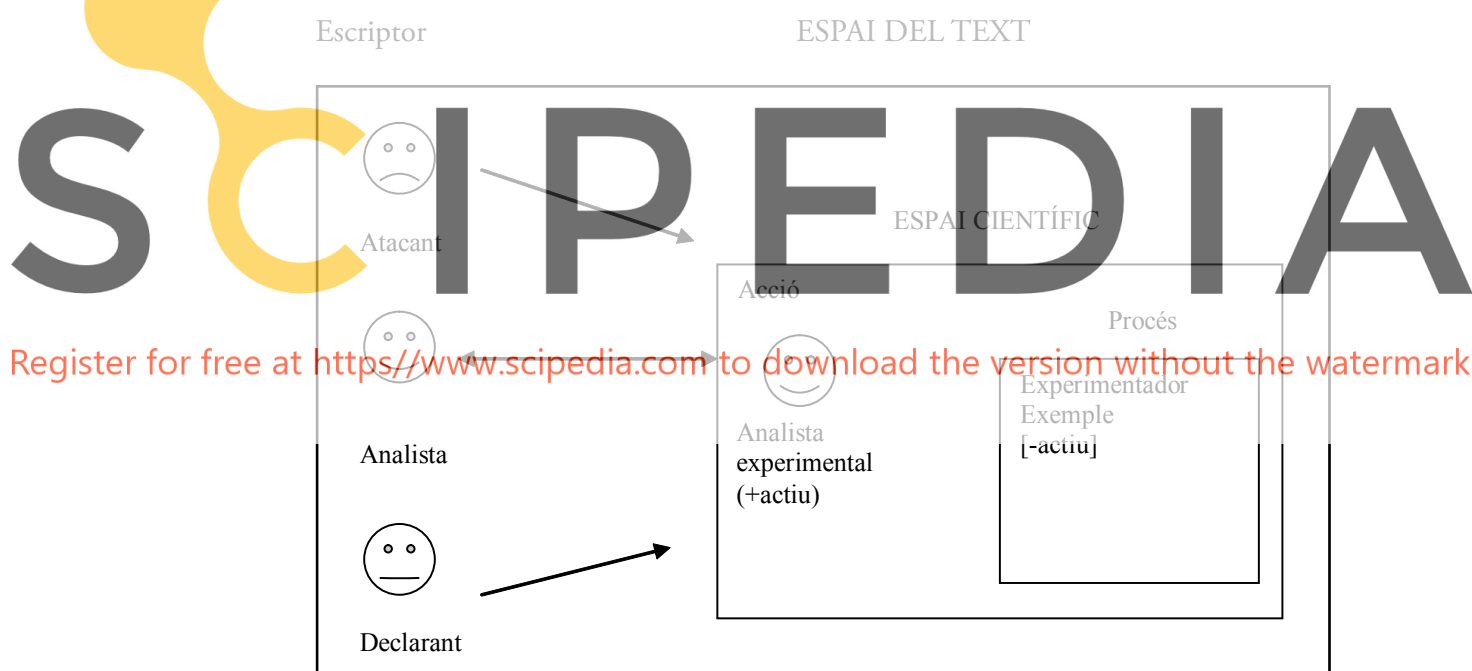 Escriptor
ESPAI DEL TEXT
SCIPEDIA
Atacant
ESPAI CIENTÍFIC
Acció
Procés
Register for free at https//www.scipedia.com to download the version without the watermark
Experimentador
Exemple
[-actiu]
Analista
experimental
(+actiu)
Analista
Declarant